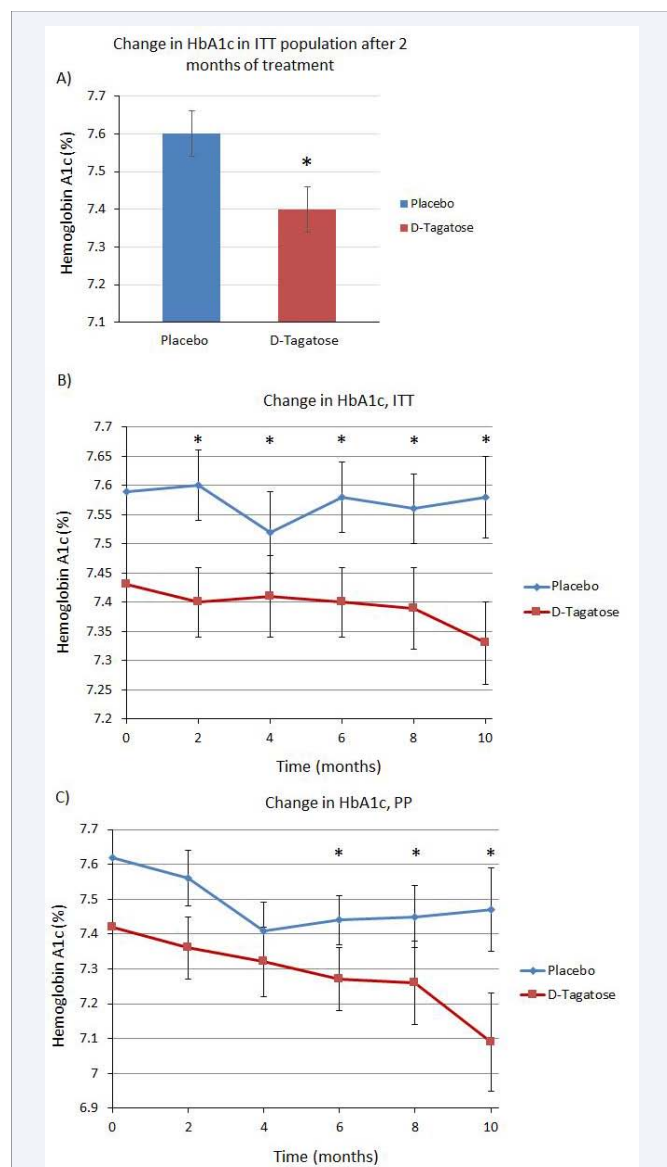 Change in HbA1c in ITT population after 2
months of treatment
A)
7.7
7.6
7.5
7.4
7.3
7.2
7.1
Hemoglobin A1c (%)
*
Placebo
D-Tagatose
Placebo
D-Tagatose
B)
Change in HbA1c, ITT
7.7
7.65
7.6
7.55
7.5
7.45
7.4
7.35
7.3
7.25
7.2
Hemoglobin A1c (%)
* * * * *
Placebo
D-Tagatose
0 2 4 6 8 10
Time (months)
C)
Change in HbA1c, PP
7.7
7.6
7.5
7.4
7.3
7.2
7.1
7
6.9
Hemoglobin A1c (%)
* * *
Placebo
D-Tagatose
0 2 4 6 8 10
Time (months)